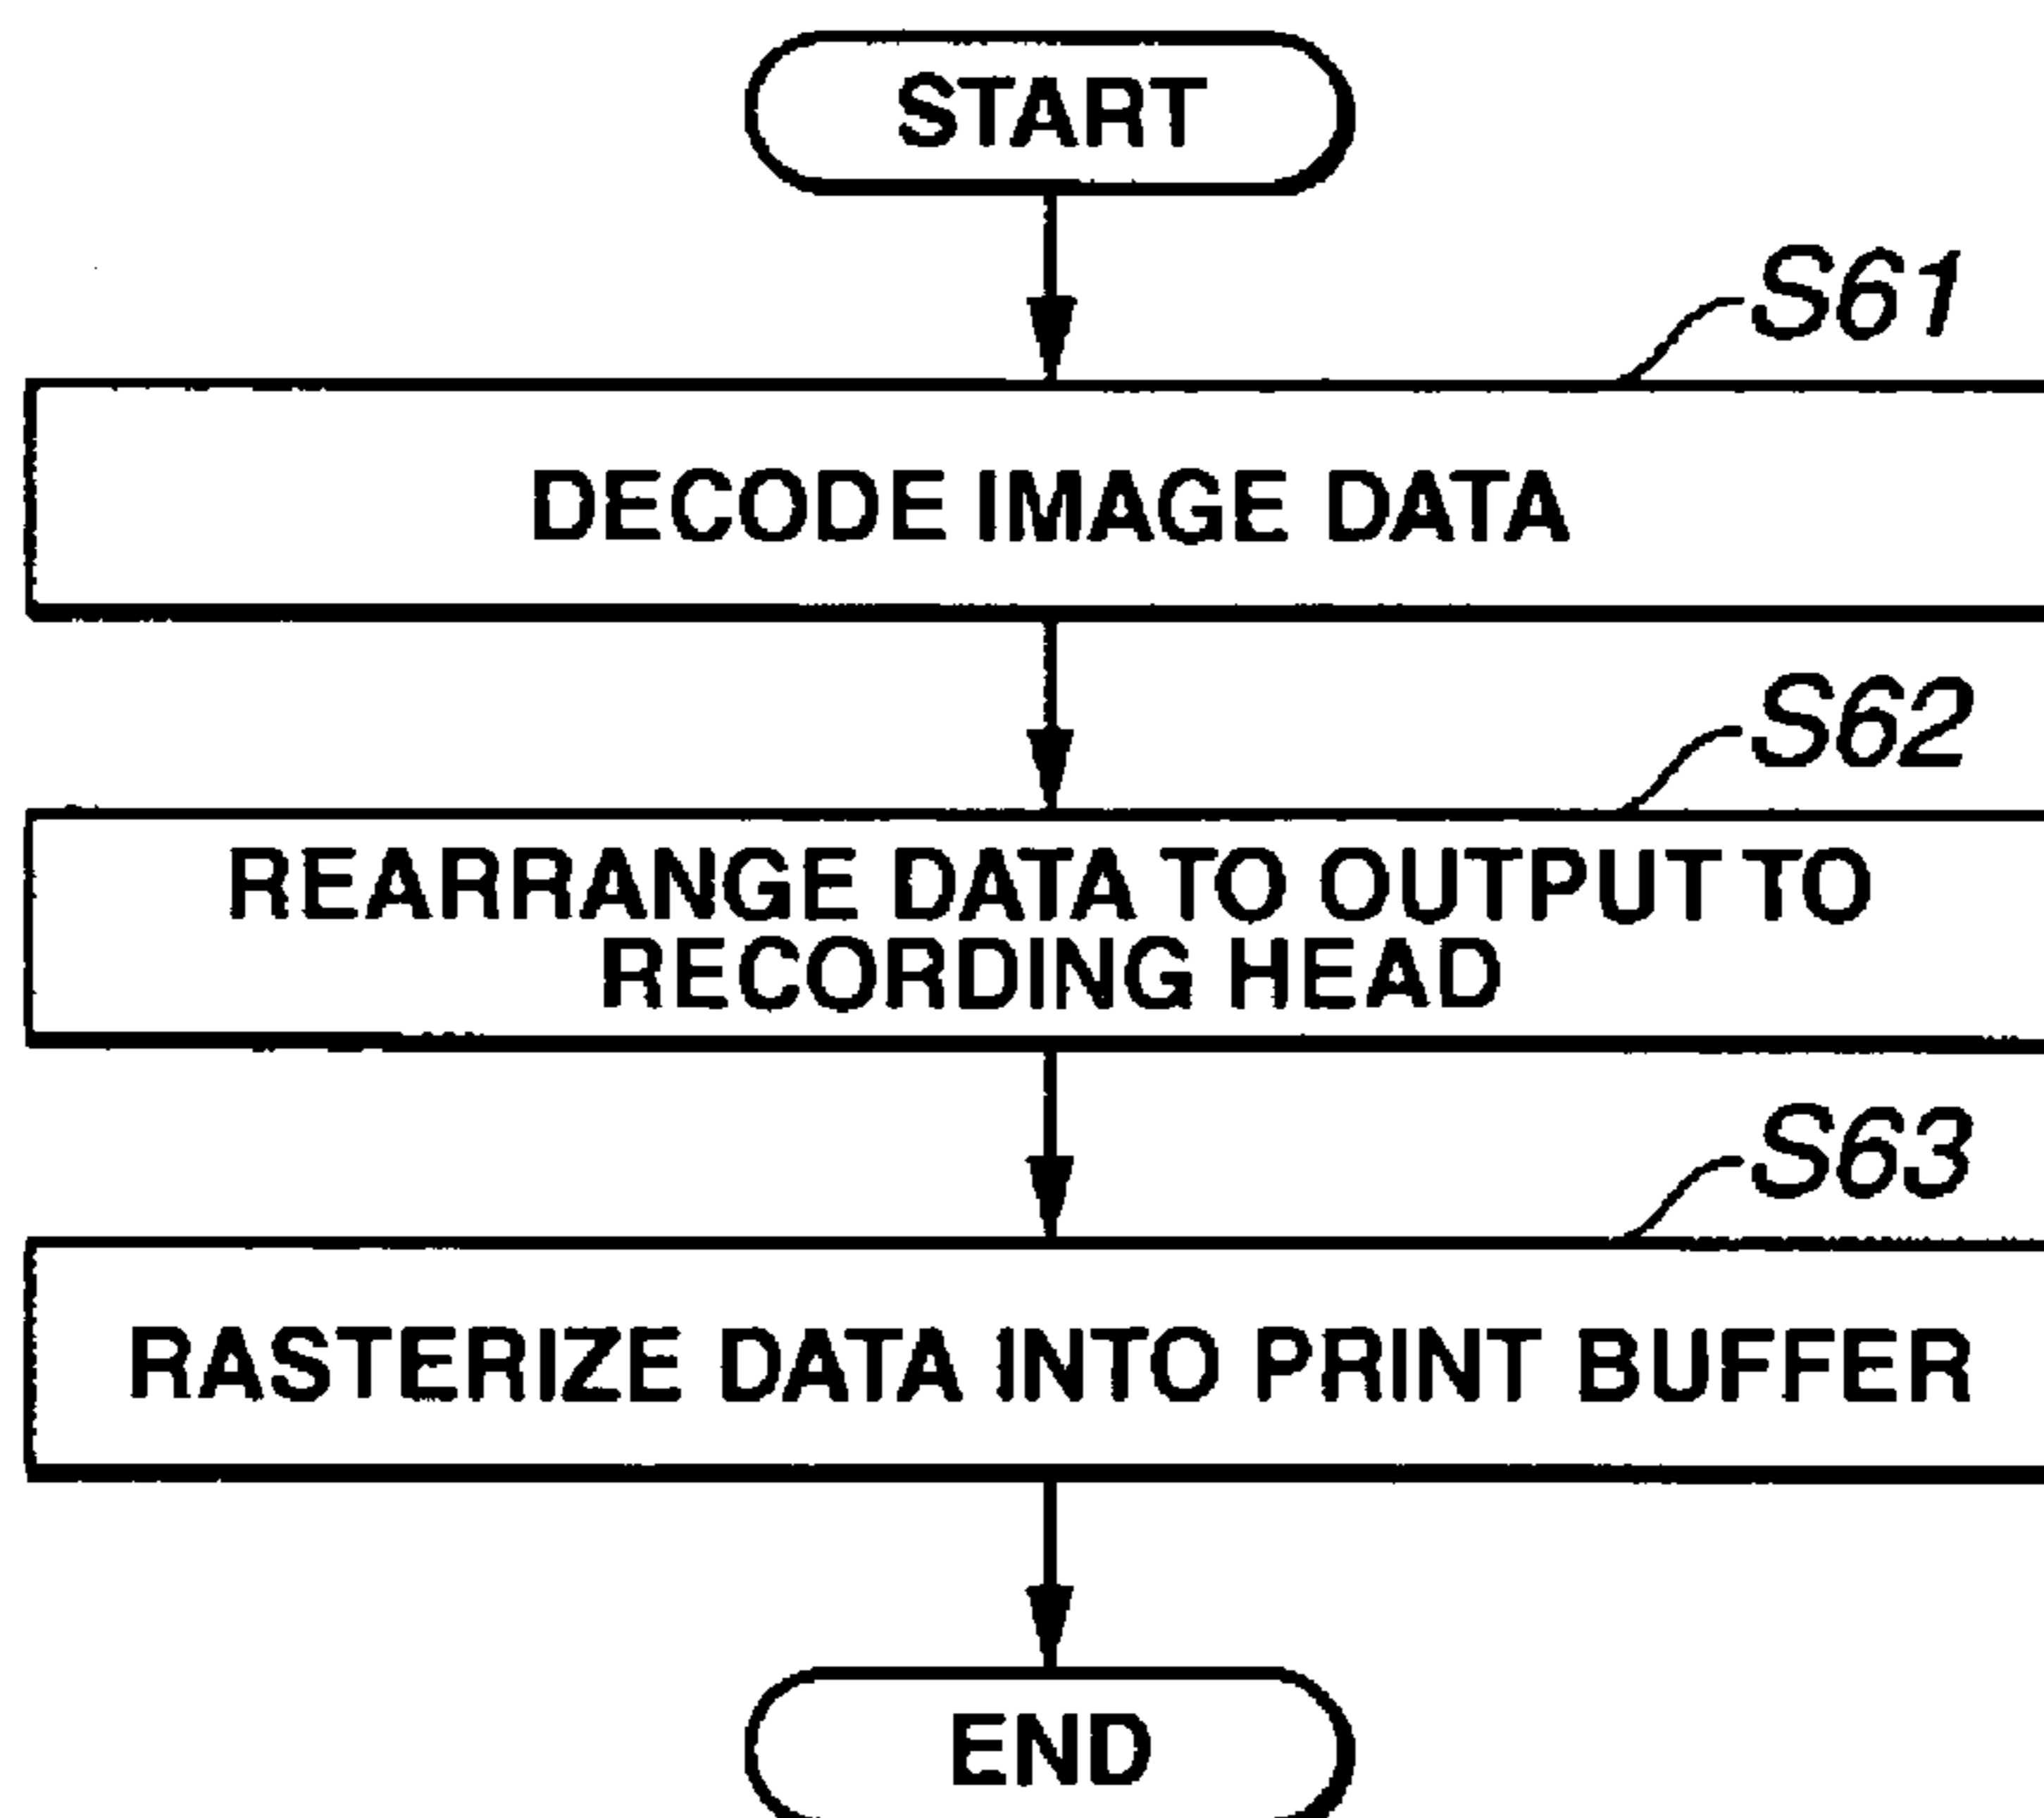 START
S61
DECODE IMAGE DATA
S62
REARRANGE DATA TO OUTPUT TO
RECORDING HEAD
S63
RASTERIZE DATA INTO PRINT BUFFER
END